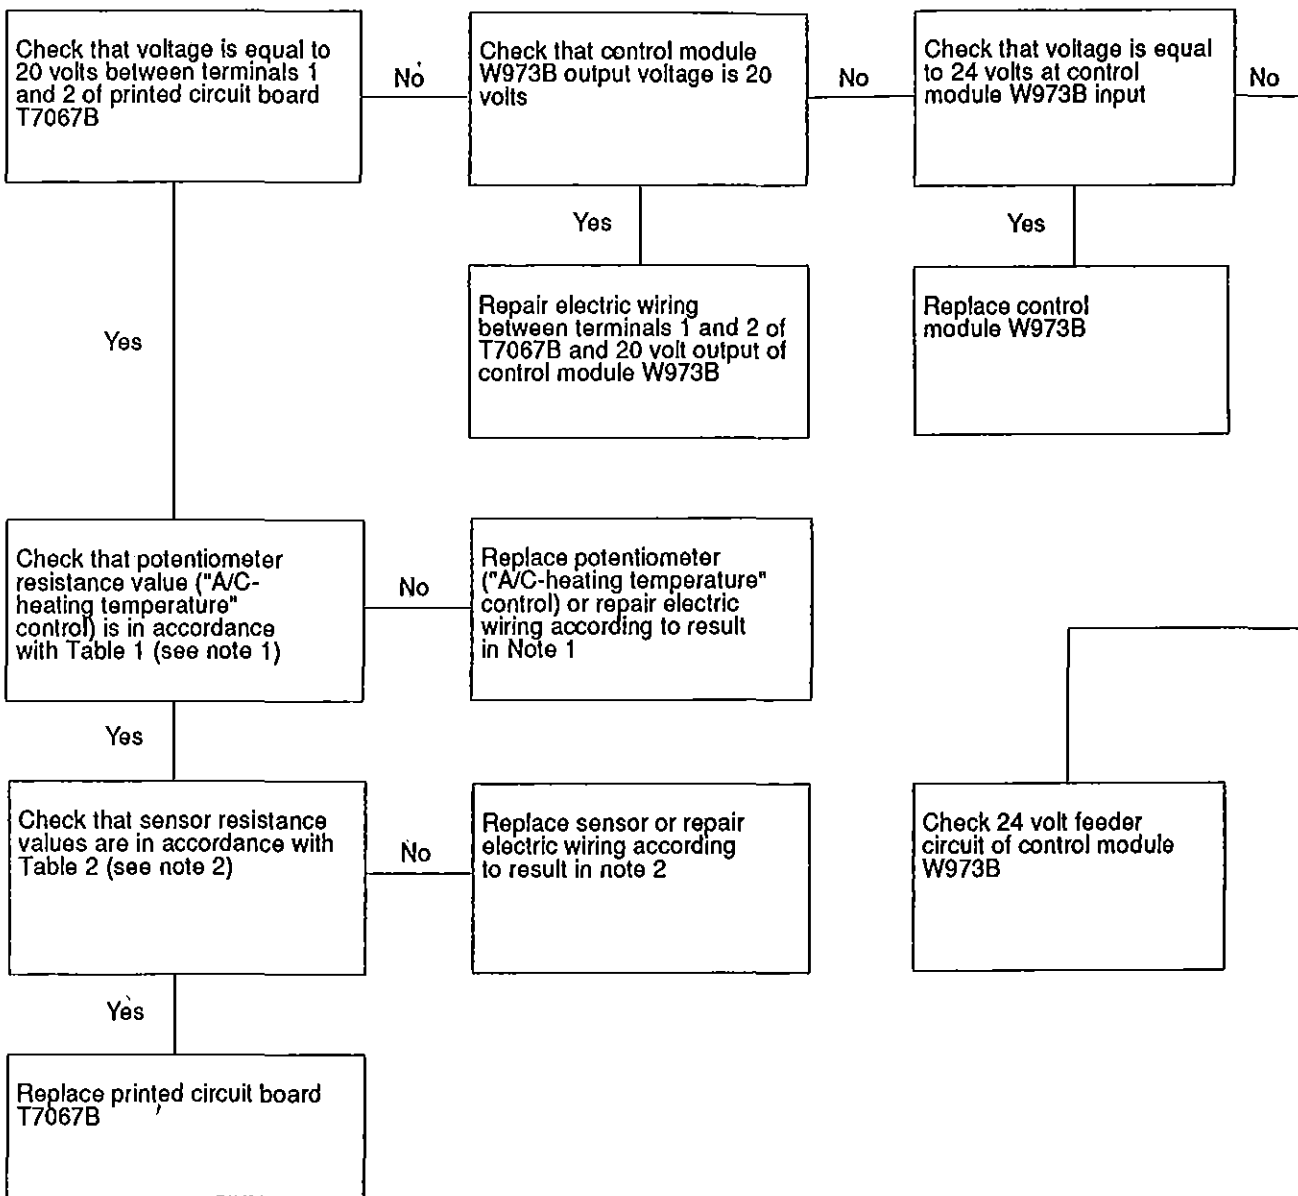 Check that voltage is equal to
20 volts between terminals 1
and 2 of printed circuit board
T7067B
No
Check that control module
W973B output voltage is 20
volts
No
Check that voltage is equal
to 24 volts at control
module W973B input
No
Yes
Yes
Repair electric wiring
between terminals 1 and 2 of
T7067B and 20 volt output of
control module W973B
Replace control
module W973B
Yes
Check that potentiometer
resistance value ("A/C-
heating temperature"
control) is in accordance
with Table 1 (see note 1)
No
Replace potentiometer
("A/C-heating temperature"
control) or repair electric
wiring according to result
in Note 1
Yes
Check that sensor resistance
values are in accordance with
Table 2 (see note 2)
No
Replace sensor or repair
electric wiring according
to result in note 2
Check 24 volt feeder
circuit of control module
W973B
Yes
Replace printed circuit board
T7067B